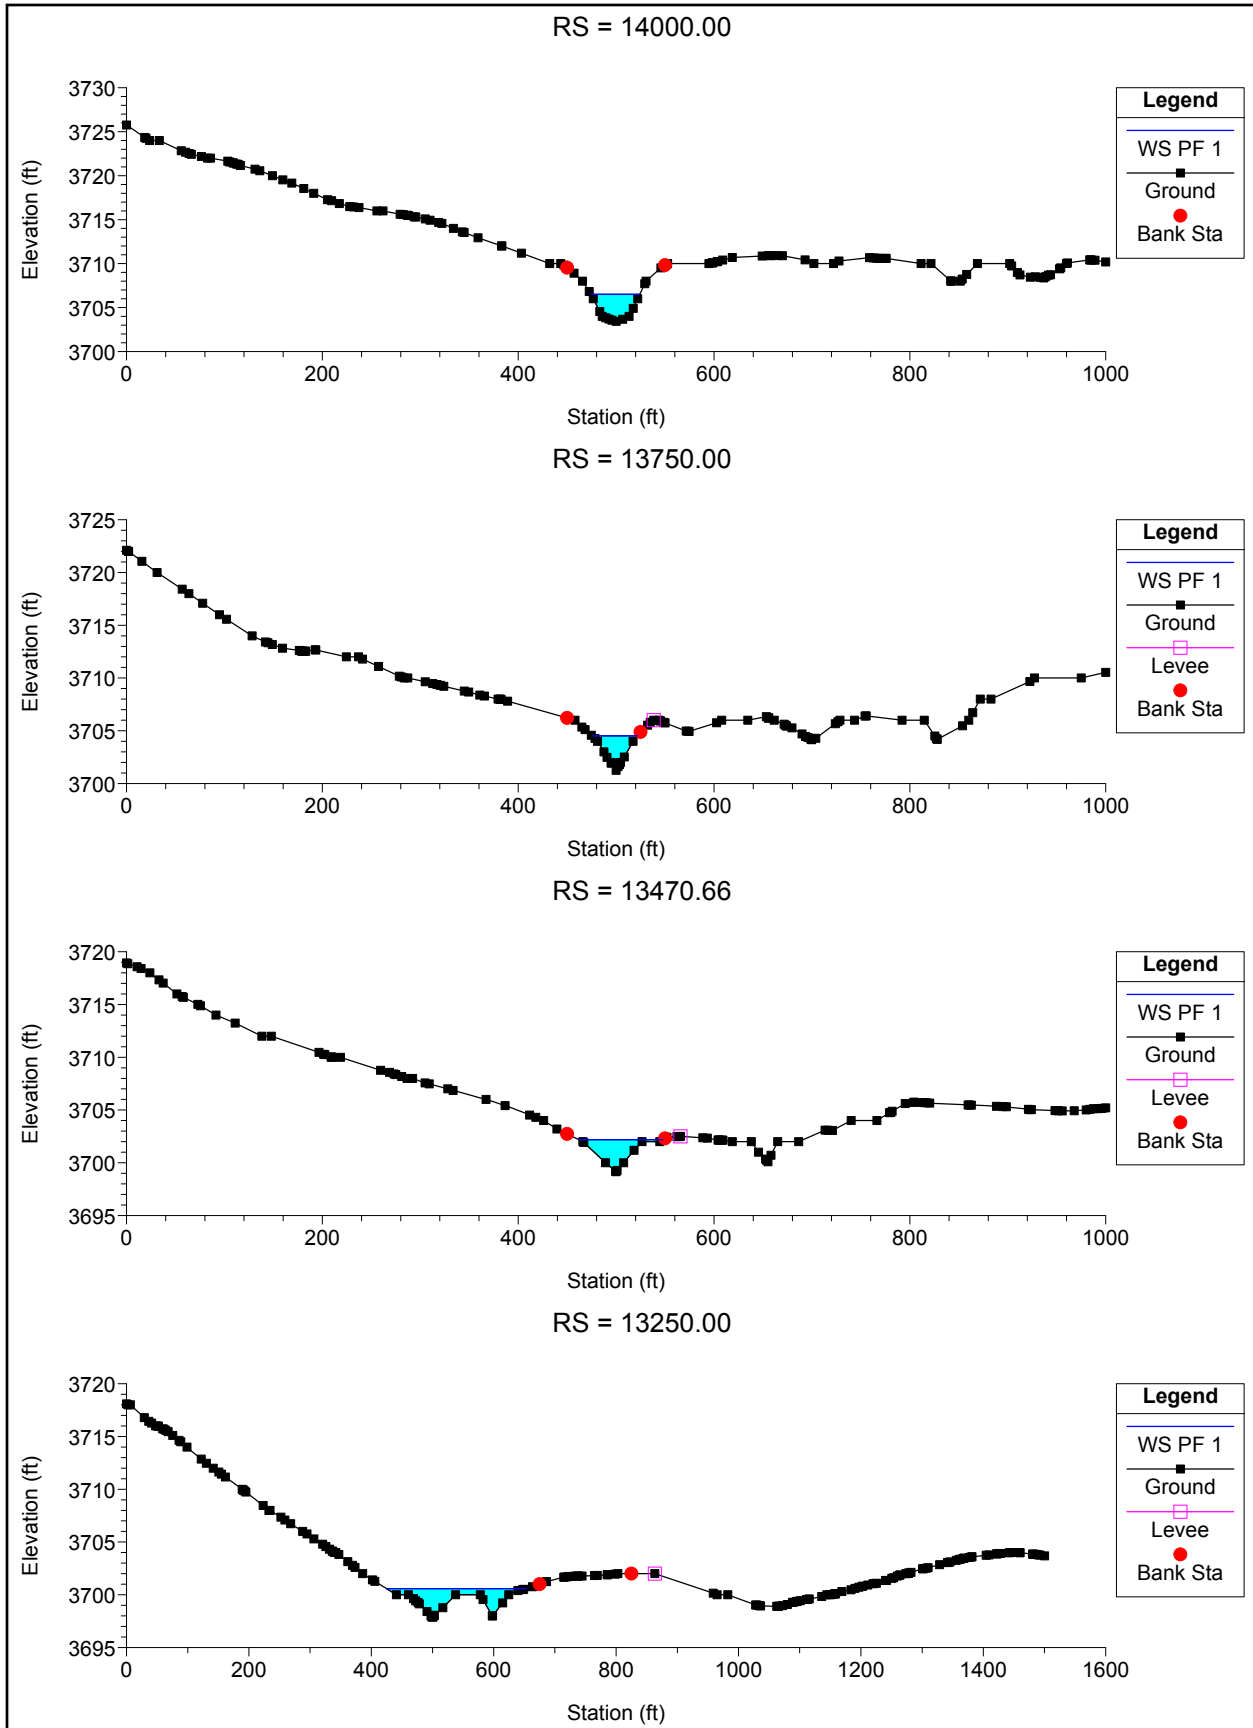 RS = 14000.00
Elevation (ft)
3730
3725
3720
3715
3710
3705
3700
0 200 400 600 800 1000
Station (ft)
Legend
WS PF 1
Ground
Bank Sta
RS = 13750.00
Elevation (ft)
3725
3720
3715
3710
3705
3700
0 200 400 600 800 1000
Station (ft)
Legend
WS PF 1
Ground
Levee
Bank Sta
RS = 13470.66
Elevation (ft)
3720
3715
3710
3705
3700
3695
0 200 400 600 800 1000
Station (ft)
Legend
WS PF 1
Ground
Levee
Bank Sta
RS = 13250.00
Elevation (ft)
3720
3715
3710
3705
3700
3695
0 200 400 600 800 1000 1200 1400 1600
Station (ft)
Legend
WS PF 1
Ground
Levee
Bank Sta